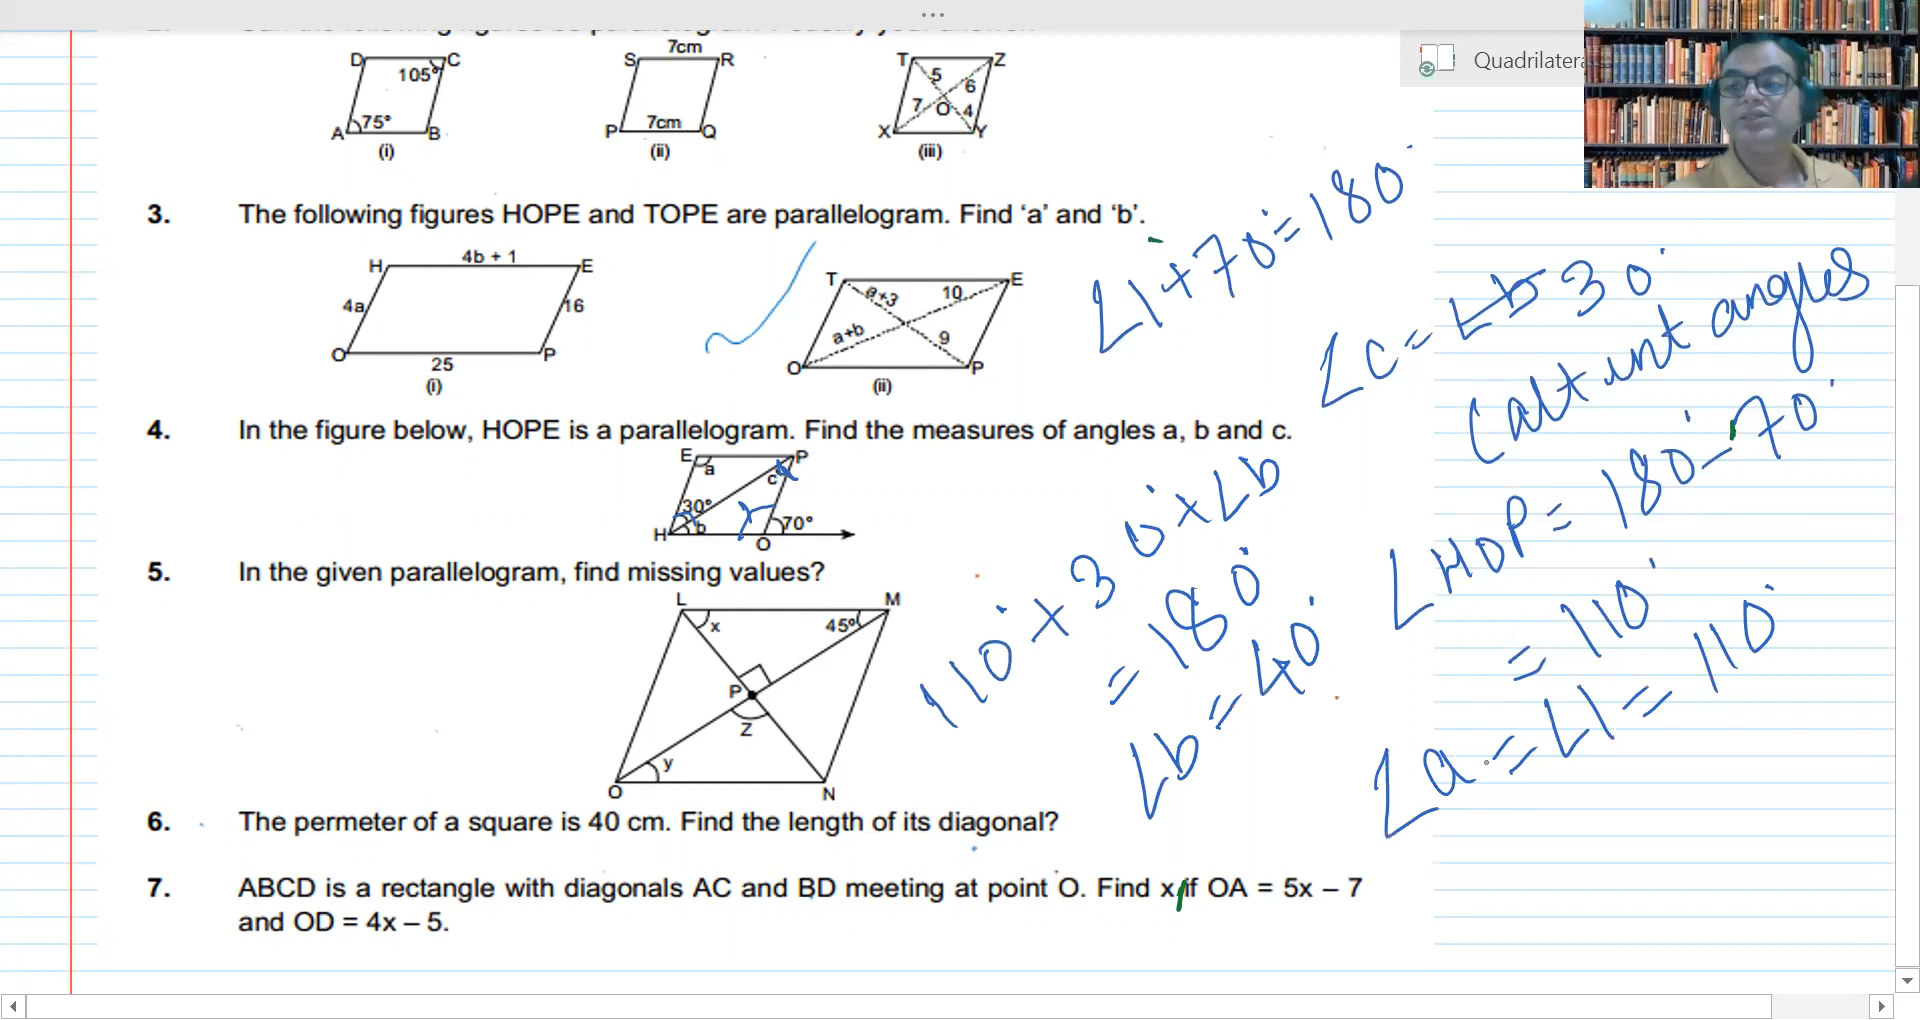 Quadrilatera
D C
105°
75°
A B
(i)
7cm
S R
7cm
P Q
(ii)
T Z
5 6
7 O 4
X Y
(iii)
3. The following figures HOPE and TOPE are parallelogram. Find ‘a’ and ‘b’.
4b + 1
H E
4a 16
O P
25
(i)
T E
a+3 10
a+b 9
O P
(ii)
∠1+70°=180°
4. In the figure below, HOPE is a parallelogram. Find the measures of angles a, b and c.
E P
a c
30°
b 70°
H O
5. In the given parallelogram, find missing values?
L M
x 45°
P
Z
y
O N
6. The permeter of a square is 40 cm. Find the length of its diagonal?
7. ABCD is a rectangle with diagonals AC and BD meeting at point O. Find x if OA = 5x – 7
and OD = 4x – 5.
110°+30°+∠b
=180°
∠b=40°
∠C=30°
(alt int angles
∠HOP=180°–70°
=110°
∠a=∠1=110°